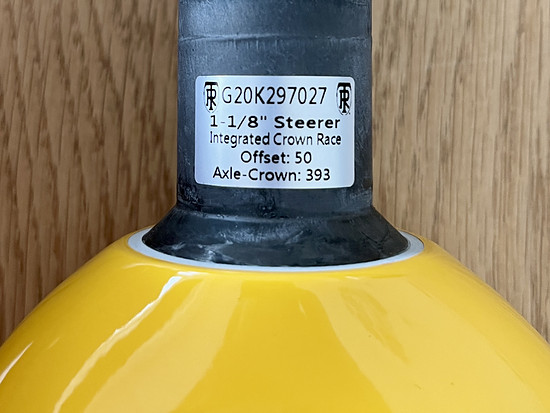 G20K297027
1-1/8" Steerer
Integrated Crown Race
Offset: 50
Axle-Crown: 393